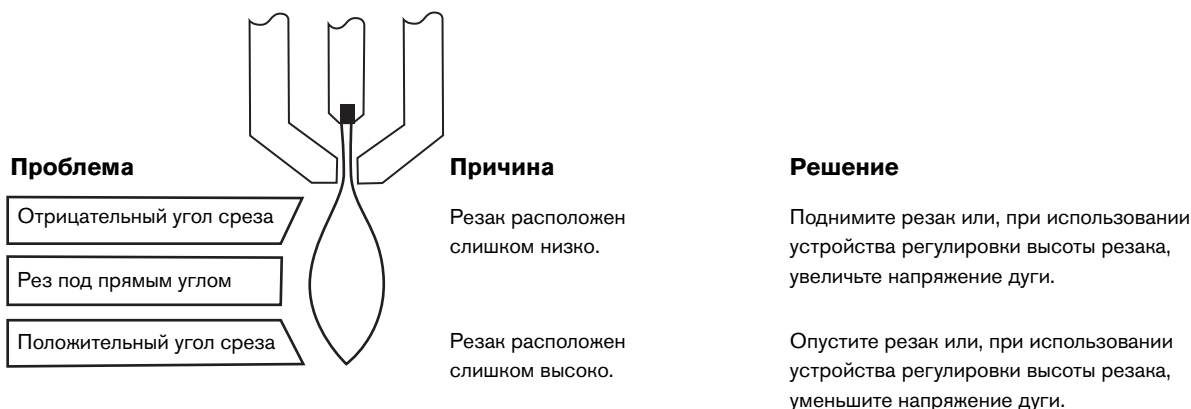 Проблема
Причина
Решение
Отрицательный угол среза
Резак расположен
слишком низко.
Поднимите резак или, при использовании
устройства регулировки высоты резака,
увеличьте напряжение дуги.
Рез под прямым углом
Положительный угол среза
Резак расположен
слишком высоко.
Опустите резак или, при использовании
устройства регулировки высоты резака,
уменьшите напряжение дуги.